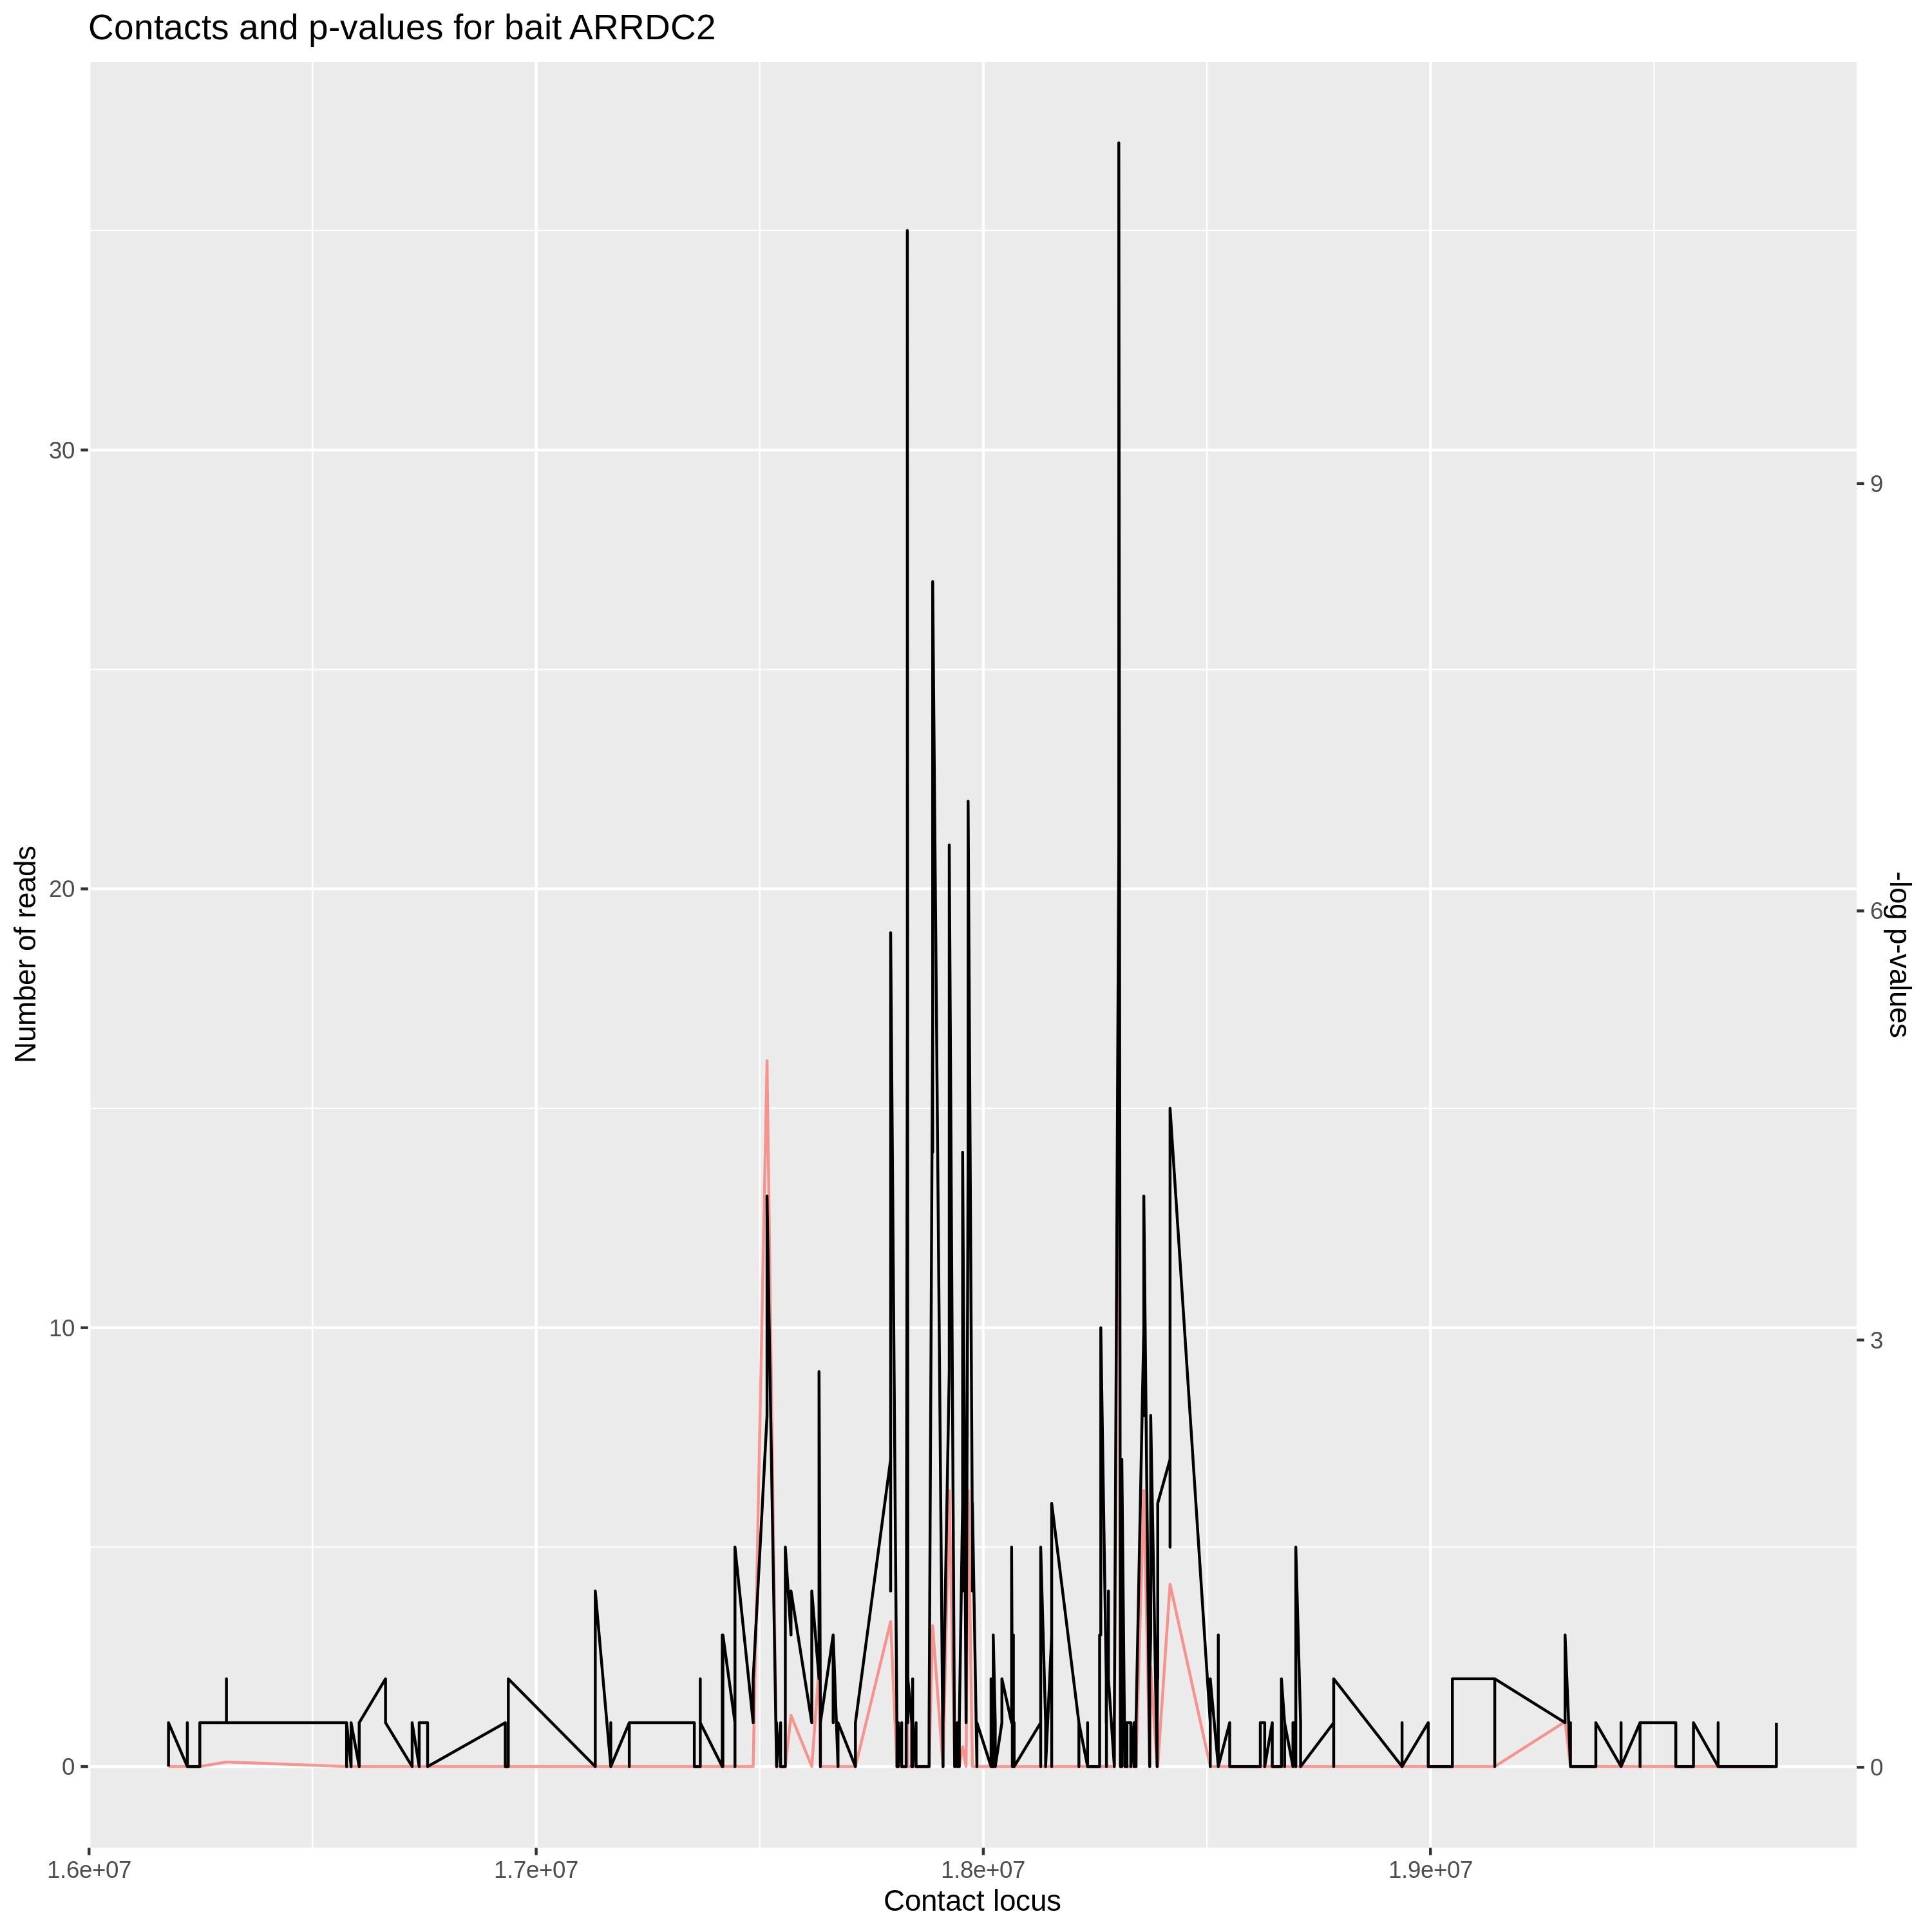 Contacts and p-values for bait ARRDC2
Number of reads
30
20
10
0
9
6
3
0
-log p-values
1.6e+07
1.7e+07
1.8e+07
1.9e+07
Contact locus